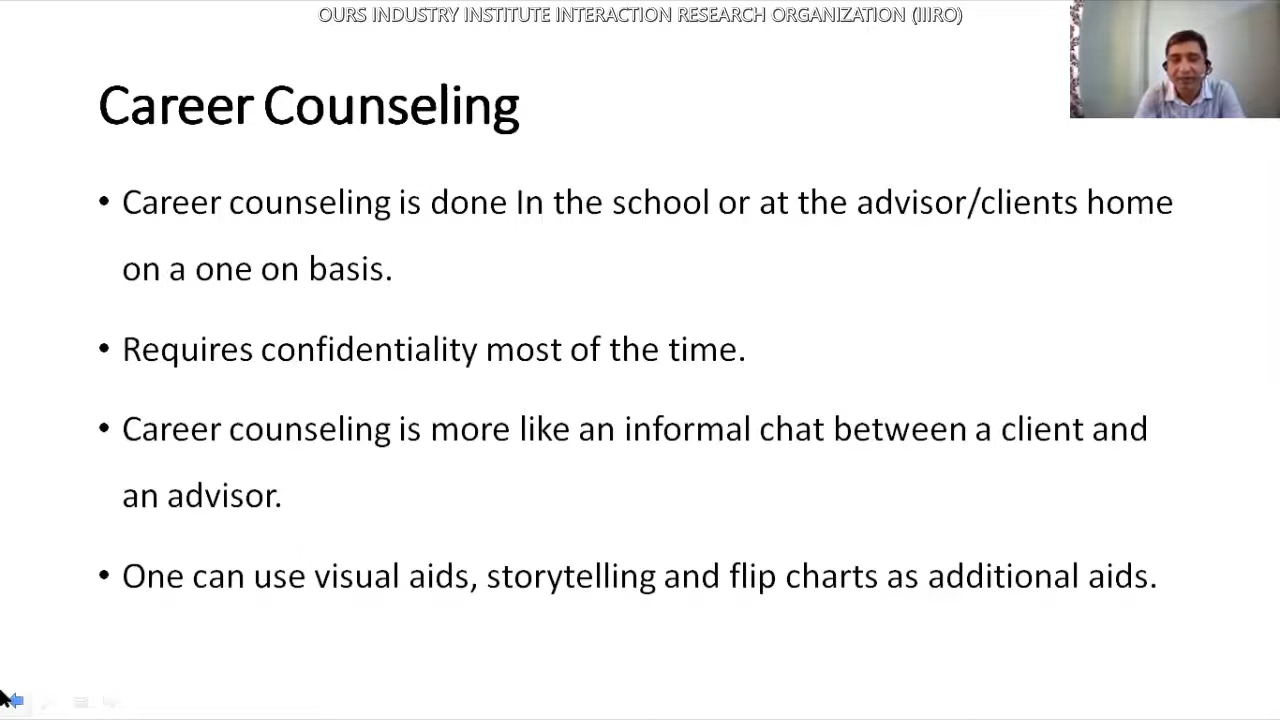 OURS INDUSTRY INSTITUTE INTERACTION RESEARCH ORGANIZATION (IIIRO)
Career Counseling
• Career counseling is done In the school or at the advisor/clients home
on a one on basis.
• Requires confidentiality most of the time.
• Career counseling is more like an informal chat between a client and
an advisor.
• One can use visual aids, storytelling and flip charts as additional aids.